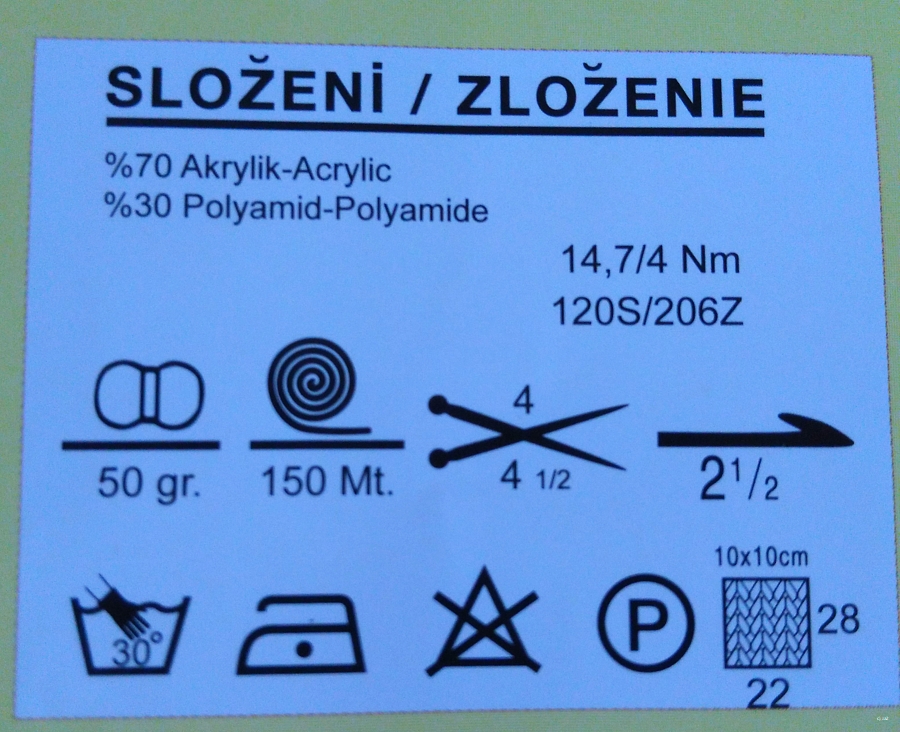 SLOŽENİ / ZLOŽENIE
%70 Akrylik-Acrylic
%30 Polyamid-Polyamide
14,7/4 Nm
120S/206Z
50 gr.
150 Mt.
4
4 1/2
2 1/2
30°
P
10x10cm
28
22